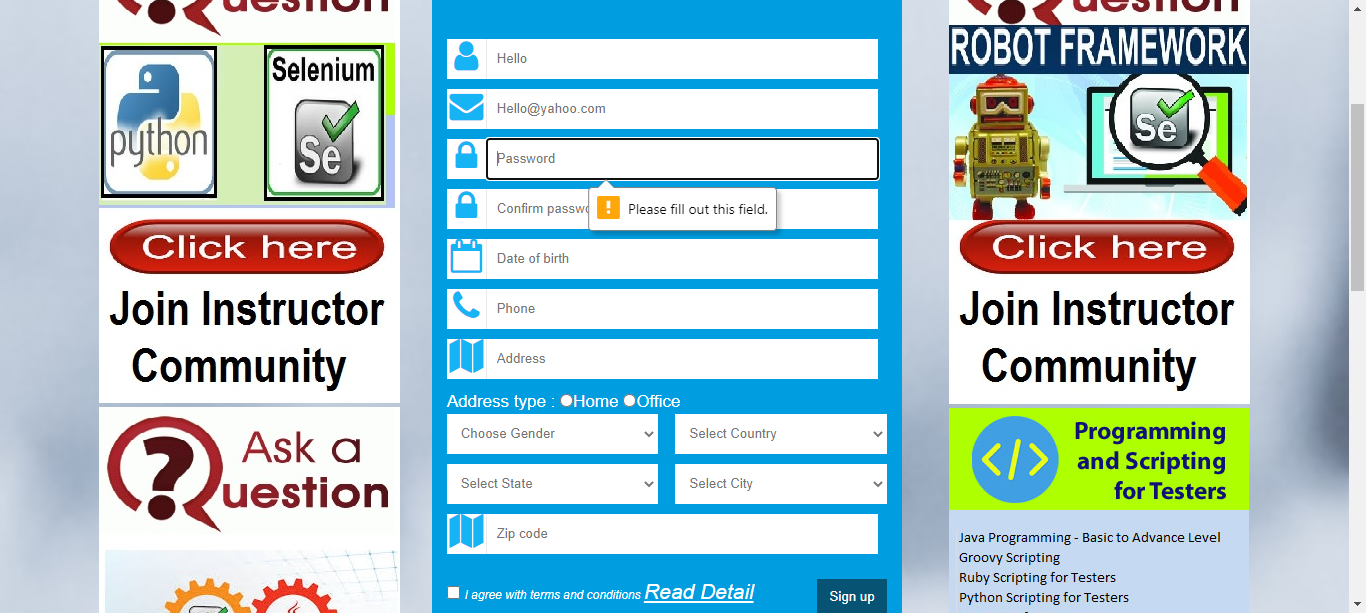 uestion
python
Selenium
Se
Click here
Join Instructor
Community
Ask a
Question
Hello
Hello@yahoo.com
Password
Confirm passwo
Please fill out this field.
Date of birth
Phone
Address
Address type : Home Office
Choose Gender
Select Country
Select State
Select City
Zip code
I agree with terms and conditions Read Detail
Sign up
uestion
ROBOT FRAMEWORK
Se
Click here
Join Instructor
Community
</>
Programming
and Scripting
for Testers
Java Programming - Basic to Advance Level
Groovy Scripting
Ruby Scripting for Testers
Python Scripting for Testers